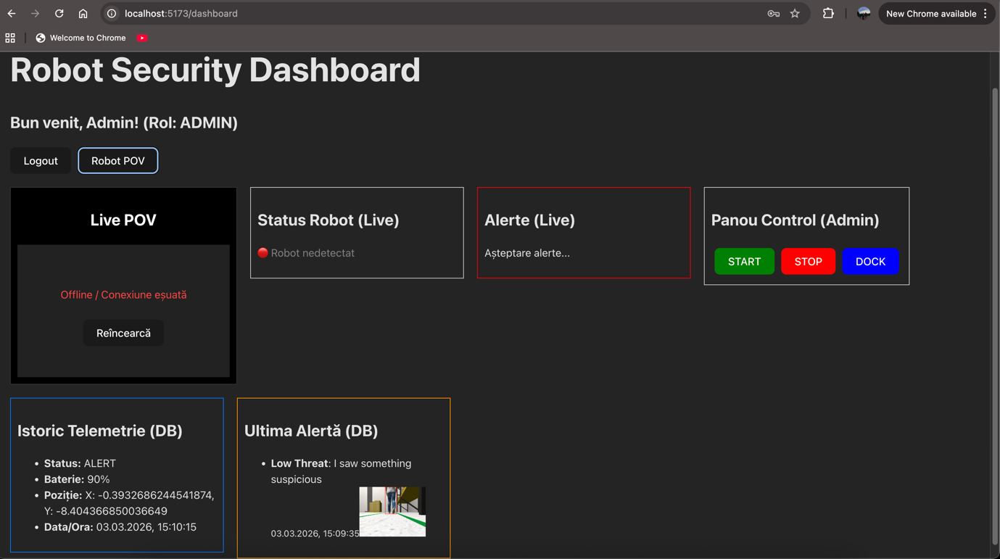 localhost:5173/dashboard
New Chrome available
Welcome to Chrome
Robot Security Dashboard
Bun venit, Admin! (Rol: ADMIN)
Logout
Robot POV
Live POV
Offline / Conexiune eșuată
Reîncearcă
Status Robot (Live)
Robot nedetectat
Alerte (Live)
Așteptare alerte...
Panou Control (Admin)
START
STOP
DOCK
Istoric Telemetrie (DB)
Status: ALERT
Baterie: 90%
Poziție: X: -0.3932686244541874,
Y: -8.404366850036649
Data/Ora: 03.03.2026, 15:10:15
Ultima Alertă (DB)
Low Threat: I saw something
suspicious
03.03.2026, 15:09:35